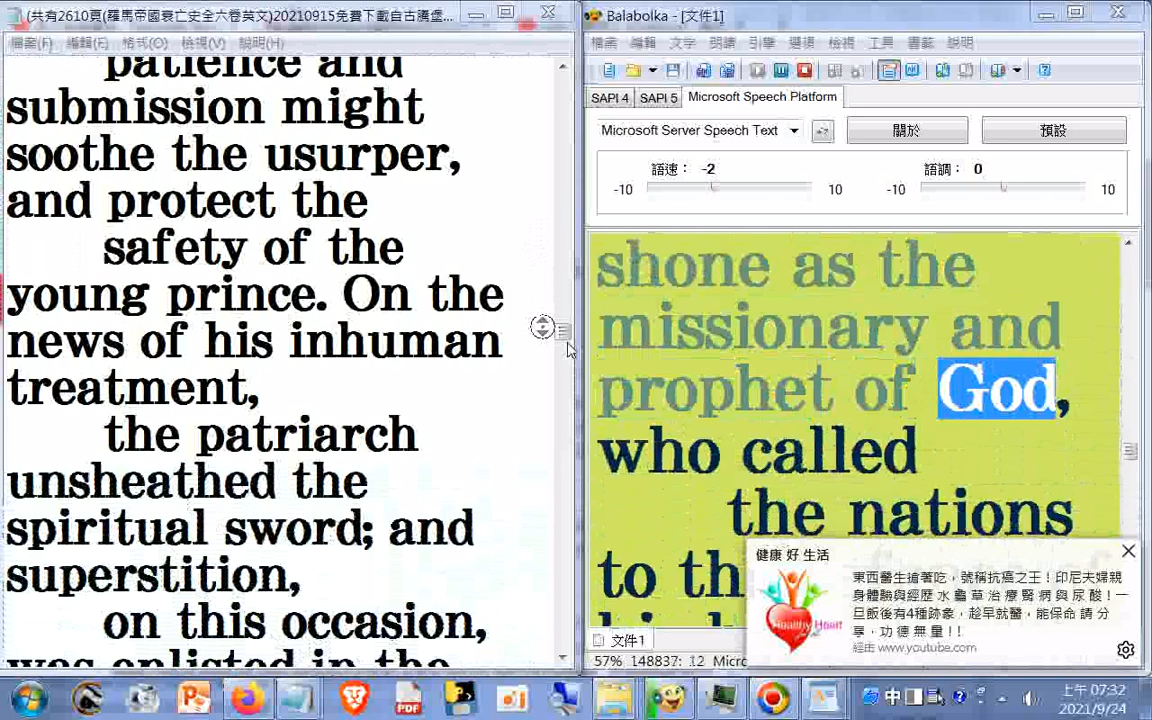 (共有2610頁(羅馬帝國衰亡史全六卷英文)20210915免費下載自古騰堡...
檔案(F) 編輯(E) 格式(O) 檢視(V) 說明(H)
patience and
submission might
soothe the usurper,
and protect the
safety of the
young prince. On the
news of his inhuman
treatment,
the patriarch
unsheathed the
spiritual sword; and
superstition,
on this occasion,
was enlisted in the
Balabolka - [文件1]
檔案 編輯 文字 朗讀 引擎 選項 檢視 工具 書籤 說明
SAPI 4 SAPI 5 Microsoft Speech Platform
Microsoft Server Speech Text
關於
預設
語速: -2
語調: 0
-10 10
-10 10
shone as the
missionary and
prophet of God,
who called
the nations
to th
健康 好 生活
東西醫生搶著吃，號稱抗癌之王！印尼夫婦親
身體驗與經歷 水 龜 草 治 療 腎 病 與 尿 酸！一
旦飯後有4種跡象，趁早就醫，能保命 請 分
享，功 德 無 量！！
經由 www.youtube.com
Healthy Heart
文件1
57% 148837: 12 Micro
PDF
中
上午 07:32
2021/9/24